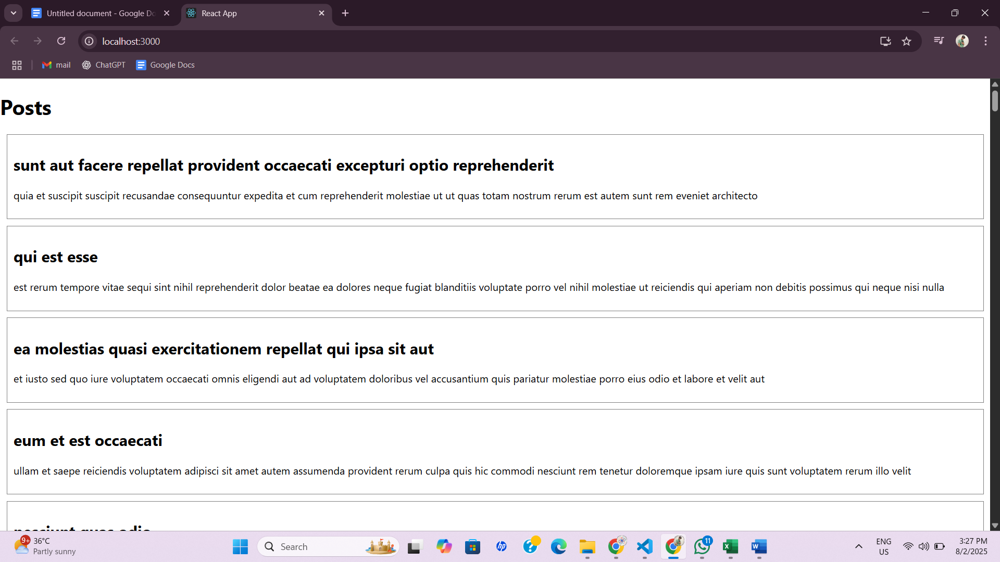 Untitled document - Google Do
React App
localhost:3000
mail
ChatGPT
Google Docs
Posts
sunt aut facere repellat provident occaecati excepturi optio reprehenderit
quia et suscipit suscipit recusandae consequuntur expedita et cum reprehenderit molestiae ut ut quas totam nostrum rerum est autem sunt rem eveniet architecto
qui est esse
est rerum tempore vitae sequi sint nihil reprehenderit dolor beatae ea dolores neque fugiat blanditiis voluptate porro vel nihil molestiae ut reiciendis qui aperiam non debitis possimus qui neque nisi nulla
ea molestias quasi exercitationem repellat qui ipsa sit aut
et iusto sed quo iure voluptatem occaecati omnis eligendi aut ad voluptatem doloribus vel accusantium quis pariatur molestiae porro eius odio et labore et velit aut
eum et est occaecati
ullam et saepe reiciendis voluptatem adipisci sit amet autem assumenda provident rerum culpa quis hic commodi nesciunt rem tenetur doloremque ipsam iure quis sunt voluptatem rerum illo velit
nesciunt quas odio
9+
36°C
Partly sunny
Search
hp
11
ENG
US
3:27 PM
8/2/2025